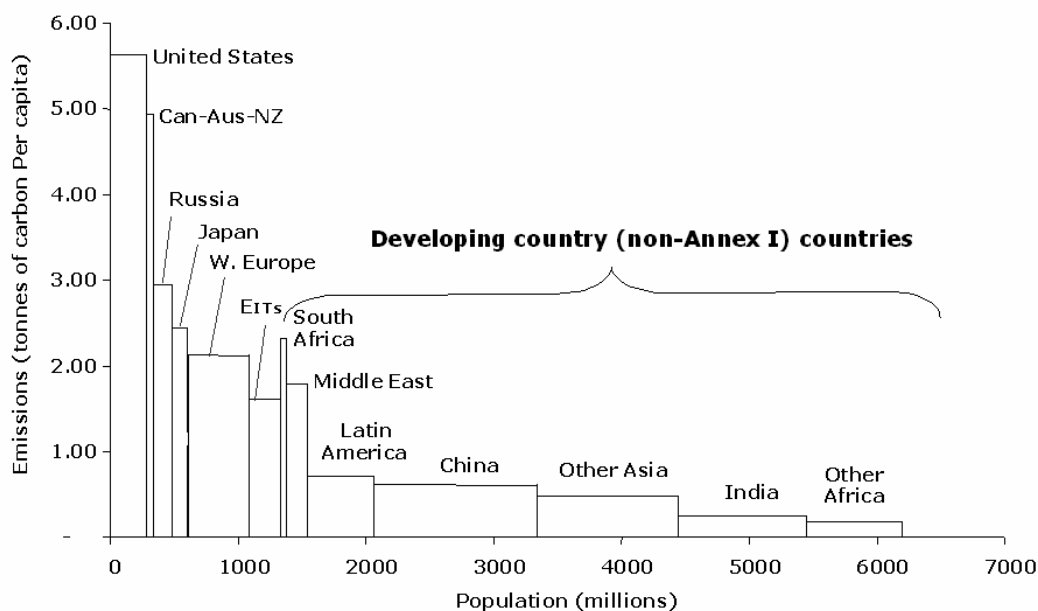 6.00
5.00
4.00
3.00
2.00
1.00
-
Emissions (tonnes of carbon Per capita)
United States
Can-Aus-NZ
Russia
Japan
W. Europe
EITs
Developing country (non-Annex I) countries
South
Africa
Middle East
Latin
America
China
Other Asia
India
Other
Africa
0 1000 2000 3000 4000 5000 6000 7000
Population (millions)